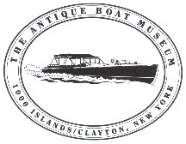 THE ANTIQUE BOAT MUSEUM
1000 ISLANDS/CLAYTON, NEW YORK